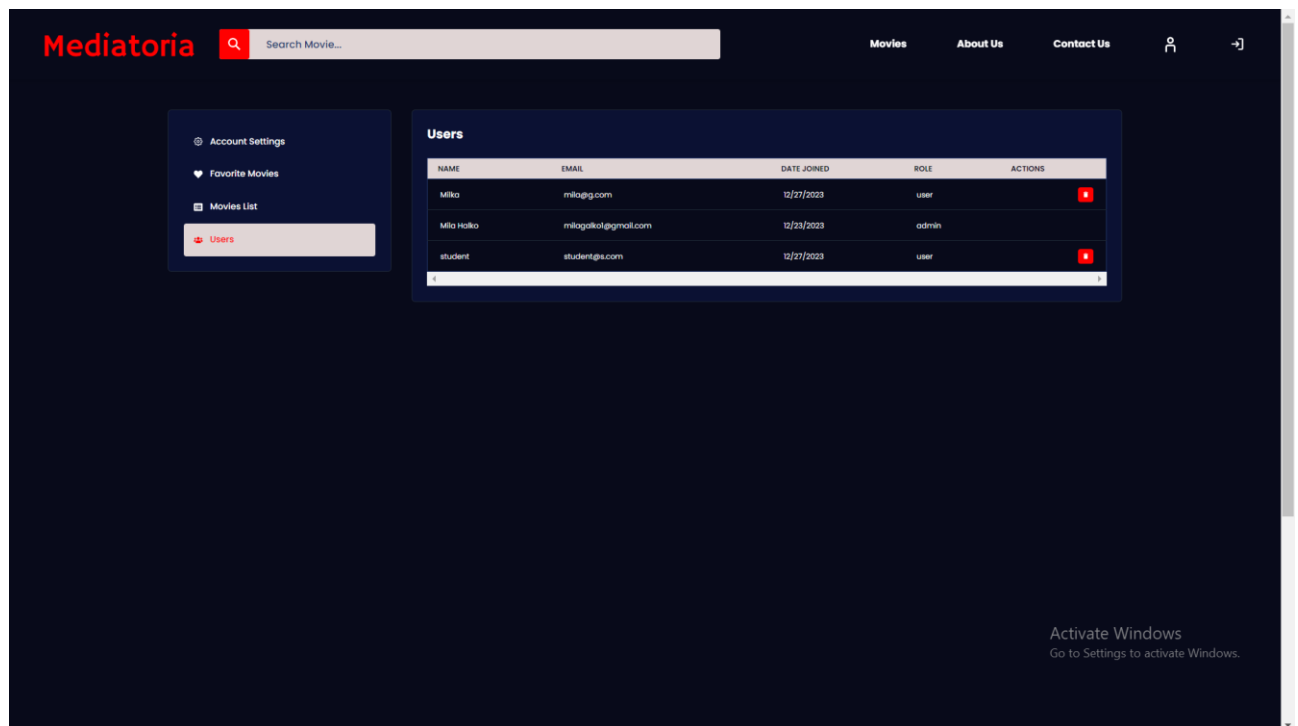 Mediatoria
Search Movie...
Movies
About Us
Contact Us
Account Settings
Favorite Movies
Movies List
Users
Users
NAME EMAIL DATE JOINED ROLE ACTIONS
Milka mila@g.com 12/27/2023 user
Mila Halko milagalko1@gmail.com 12/23/2023 admin
student student@s.com 12/27/2023 user
Activate Windows
Go to Settings to activate Windows.